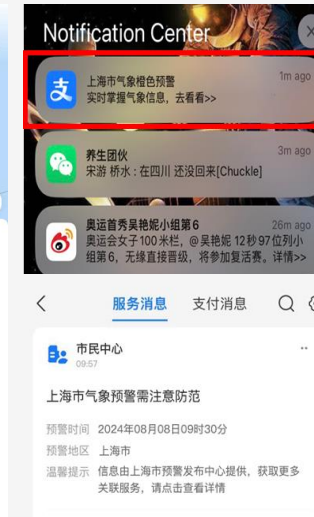 Notification Center
上海市气象橙色预警
1m ago
实时掌握气象信息，去看看>>
养生团伙
3m ago
宋游 桥水 : 在四川 还没回来[Chuckle]
奥运首秀吴艳妮小组第6
26m ago
奥运会女子100米栏，@吴艳妮 12秒97位列小
组第6，无缘直接晋级，将参加复活赛。详情>>
服务消息
支付消息
市民中心
09:57
上海市气象预警需注意防范
预警时间 2024年08月08日09时30分
预警地区 上海市
温馨提示 信息由上海市预警发布中心提供，获取更多
关联服务，请点击查看详情